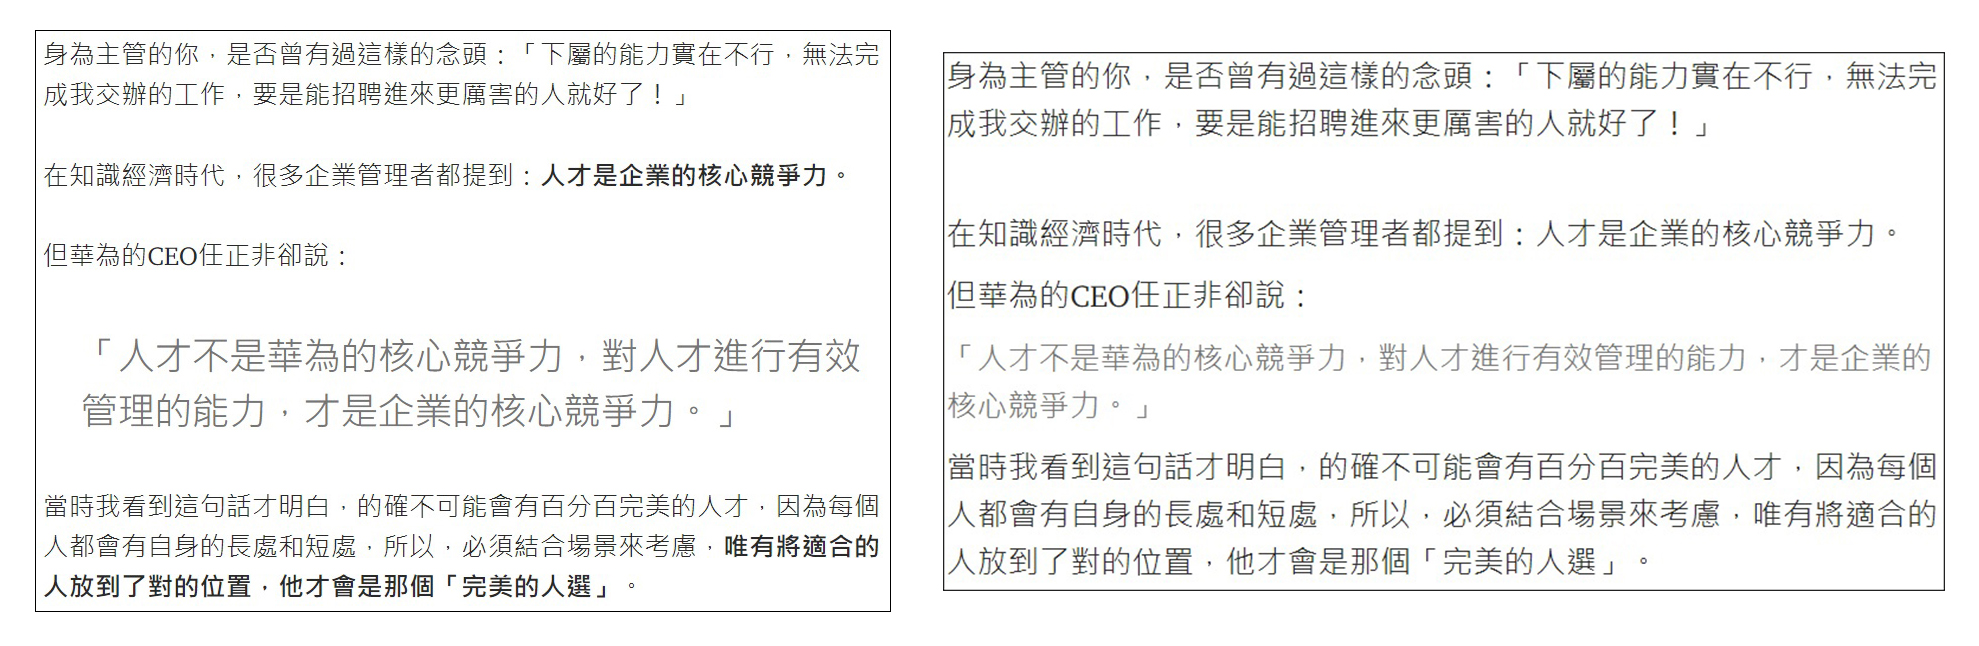 身為主管的你，是否曾有過這樣的念頭：「下屬的能力實在不行，無法完
成我交辦的工作，要是能招聘進來更厲害的人就好了！」
在知識經濟時代，很多企業管理者都提到：人才是企業的核心競爭力。
但華為的CEO任正非卻說：
「人才不是華為的核心競爭力，對人才進行有效
管理的能力，才是企業的核心競爭力。」
當時我看到這句話才明白，的確不可能會有百分百完美的人才，因為每個
人都會有自身的長處和短處，所以，必須結合場景來考慮，唯有將適合的
人放到了對的位置，他才會是那個「完美的人選」。
身為主管的你，是否曾有過這樣的念頭：「下屬的能力實在不行，無法完
成我交辦的工作，要是能招聘進來更厲害的人就好了！」
在知識經濟時代，很多企業管理者都提到：人才是企業的核心競爭力。
但華為的CEO任正非卻說：
「人才不是華為的核心競爭力，對人才進行有效管理的能力，才是企業的
核心競爭力。」
當時我看到這句話才明白，的確不可能會有百分百完美的人才，因為每個
人都會有自身的長處和短處，所以，必須結合場景來考慮，唯有將適合的
人放到了對的位置，他才會是那個「完美的人選」。